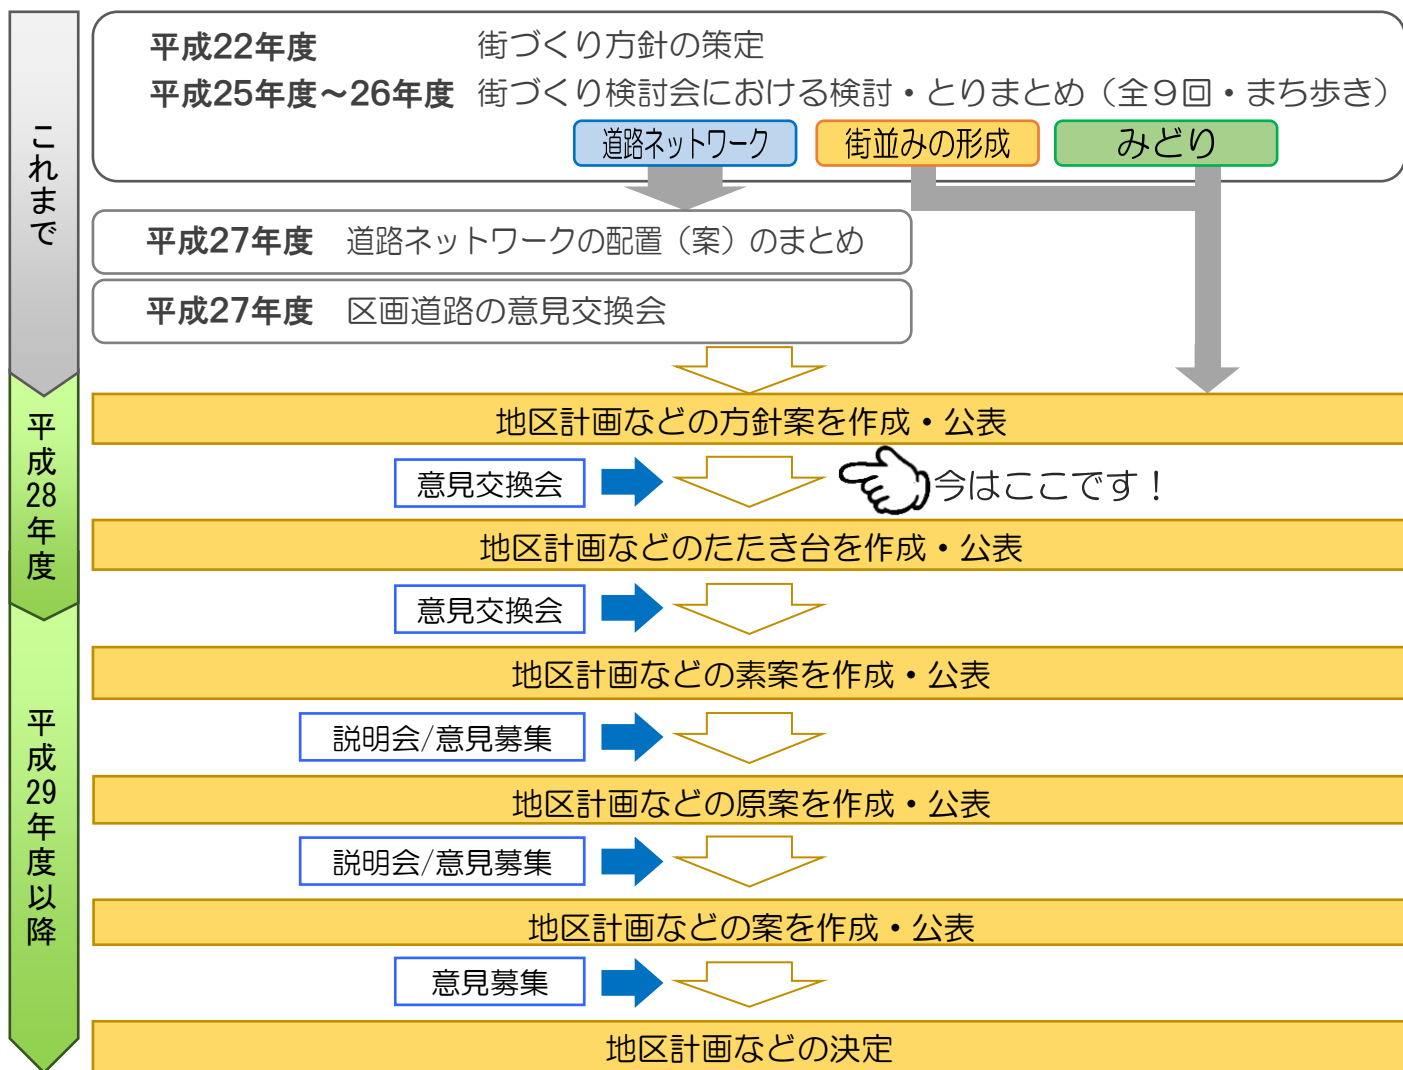 これまで
平成22年度 街づくり方針の策定
平成25年度～26年度 街づくり検討会における検討・とりまとめ（全９回・まち歩き）
道路ネットワーク
街並みの形成
みどり
平成27年度 道路ネットワークの配置（案）のまとめ
平成27年度 区画道路の意見交換会
平成28年度
地区計画などの方針案を作成・公表
意見交換会
今はここです！
地区計画などのたたき台を作成・公表
意見交換会
平成29年度以降
地区計画などの素案を作成・公表
説明会/意見募集
地区計画などの原案を作成・公表
説明会/意見募集
地区計画などの案を作成・公表
意見募集
地区計画などの決定